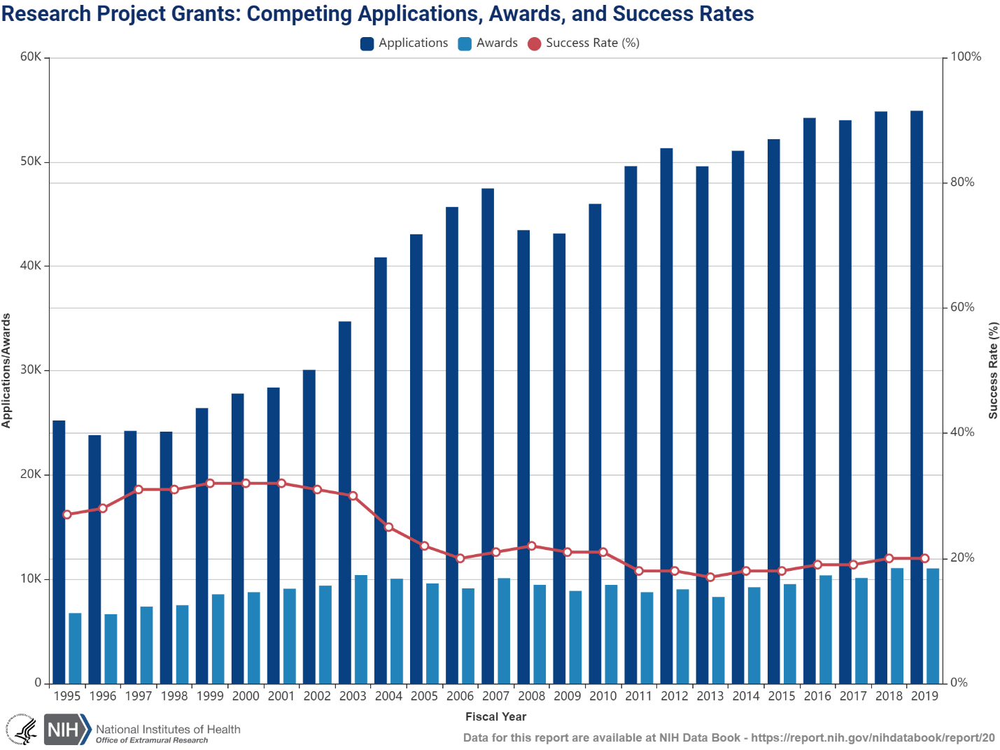 Research Project Grants: Competing Applications, Awards, and Success Rates
Applications Awards Success Rate (%)
60K
50K
40K
30K
20K
10K
0
100%
80%
60%
40%
20%
0%
Applications/Awards
Success Rate (%)
1995 1996 1997 1998 1999 2000 2001 2002 2003 2004 2005 2006 2007 2008 2009 2010 2011 2012 2013 2014 2015 2016 2017 2018 2019
Fiscal Year
NIH National Institutes of Health
Office of Extramural Research
Data for this report are available at NIH Data Book - https://report.nih.gov/nihdatabook/report/20